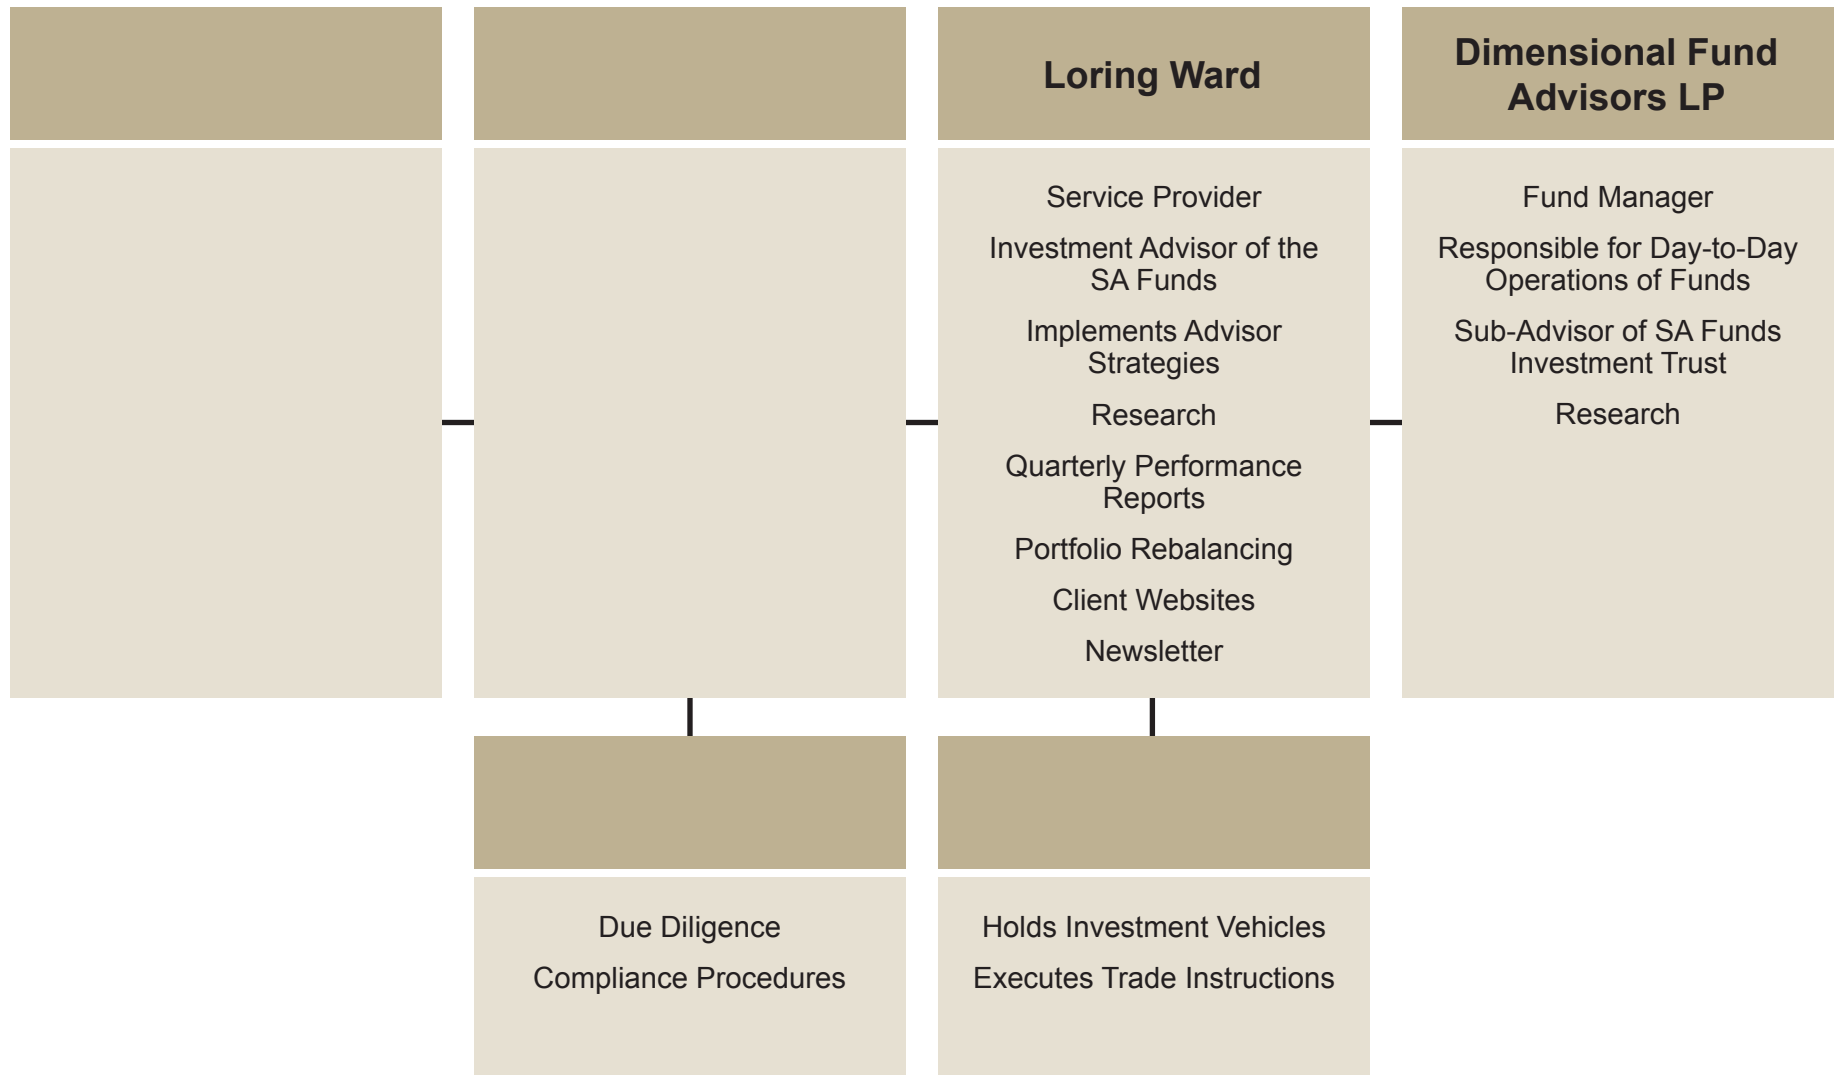 Loring Ward
Dimensional Fund
Advisors LP
Service Provider
Investment Advisor of the
SA Funds
Implements Advisor
Strategies
Research
Quarterly Performance
Reports
Portfolio Rebalancing
Client Websites
Newsletter
Fund Manager
Responsible for Day-to-Day
Operations of Funds
Sub-Advisor of SA Funds
Investment Trust
Research
Due Diligence
Compliance Procedures
Holds Investment Vehicles
Executes Trade Instructions